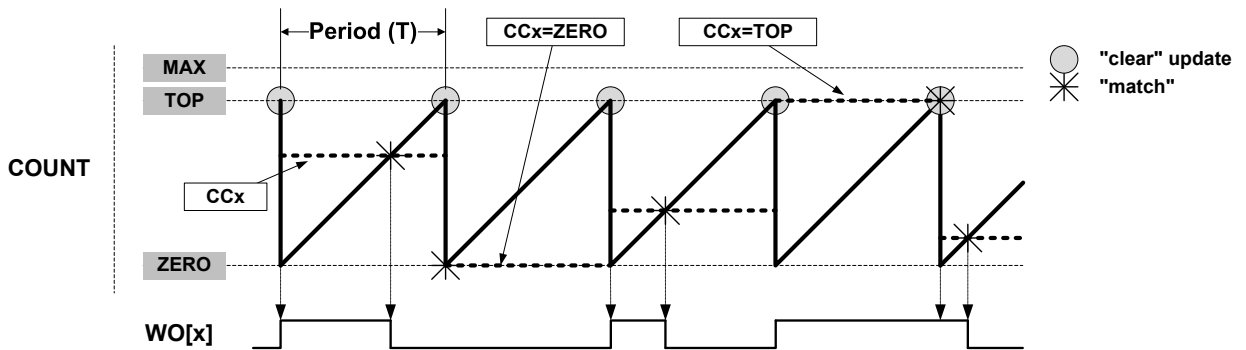 Period (T)
CCx=ZERO
CCx=TOP
"clear" update
"match"
MAX
TOP
COUNT
CCx
ZERO
WO[x]